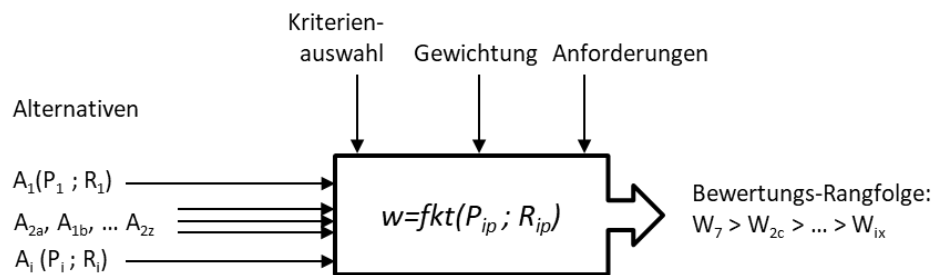 Kriterien-
auswahl
Gewichtung
Anforderungen
Alternativen
A₁(P₁ ; R₁)
A₂ₐ, A₁b, ... A₂z
Aᵢ (Pᵢ ; Rᵢ)
w=fkt(Pᵢₚ ; Rᵢₚ)
Bewertungs-Rangfolge:
W₇ > W₂c > ... > Wᵢₓ